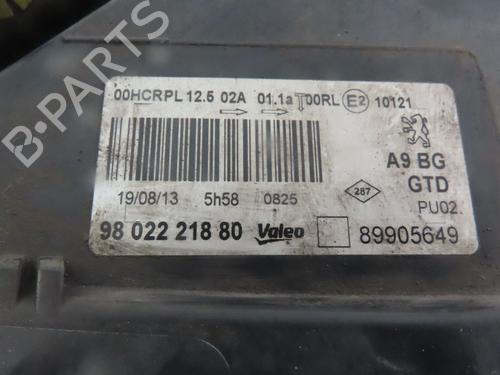 00HCRPL 12.5 02A 01.1a 00RL E2 10121
A9 BG
287
GTD
19/08/13 5h58 0825
PU02
98 022 218 80 Valeo 89905649
B-PARTS